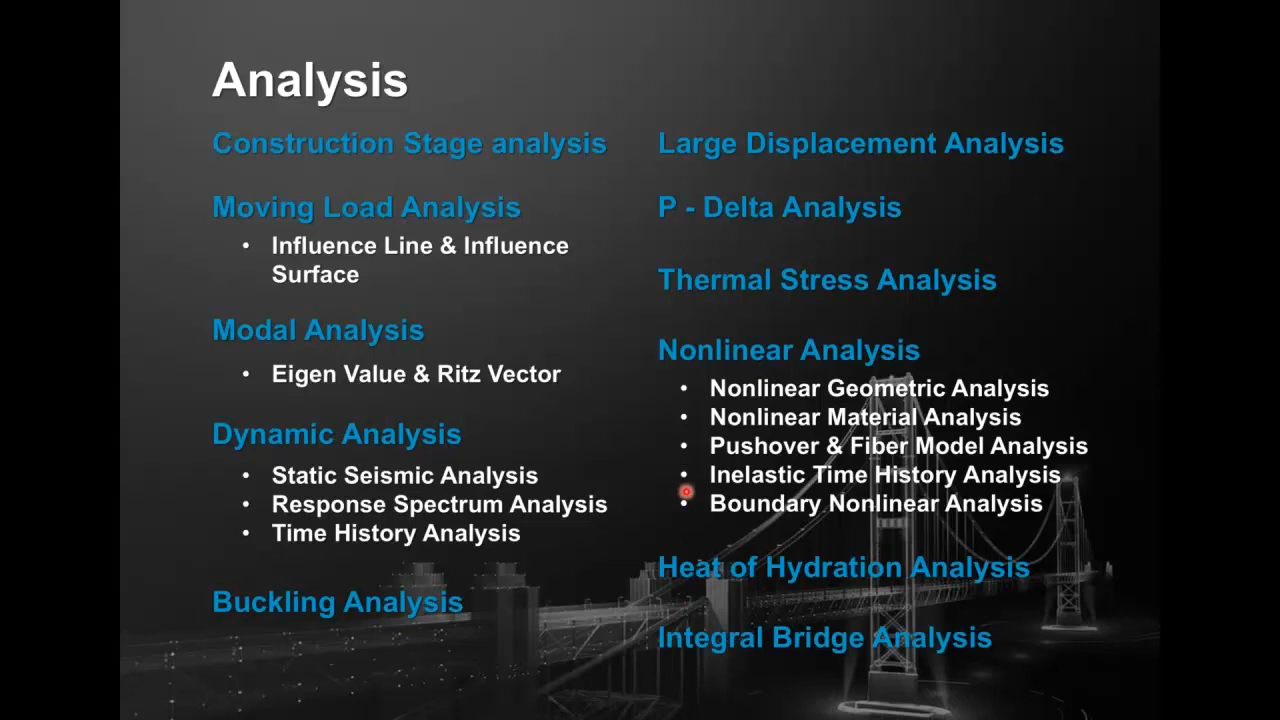 Analysis
Construction Stage analysis
Moving Load Analysis
• Influence Line & Influence
Surface
Modal Analysis
• Eigen Value & Ritz Vector
Dynamic Analysis
• Static Seismic Analysis
• Response Spectrum Analysis
• Time History Analysis
Buckling Analysis
Large Displacement Analysis
P - Delta Analysis
Thermal Stress Analysis
Nonlinear Analysis
• Nonlinear Geometric Analysis
• Nonlinear Material Analysis
• Pushover & Fiber Model Analysis
• Inelastic Time History Analysis
• Boundary Nonlinear Analysis
Heat of Hydration Analysis
Integral Bridge Analysis